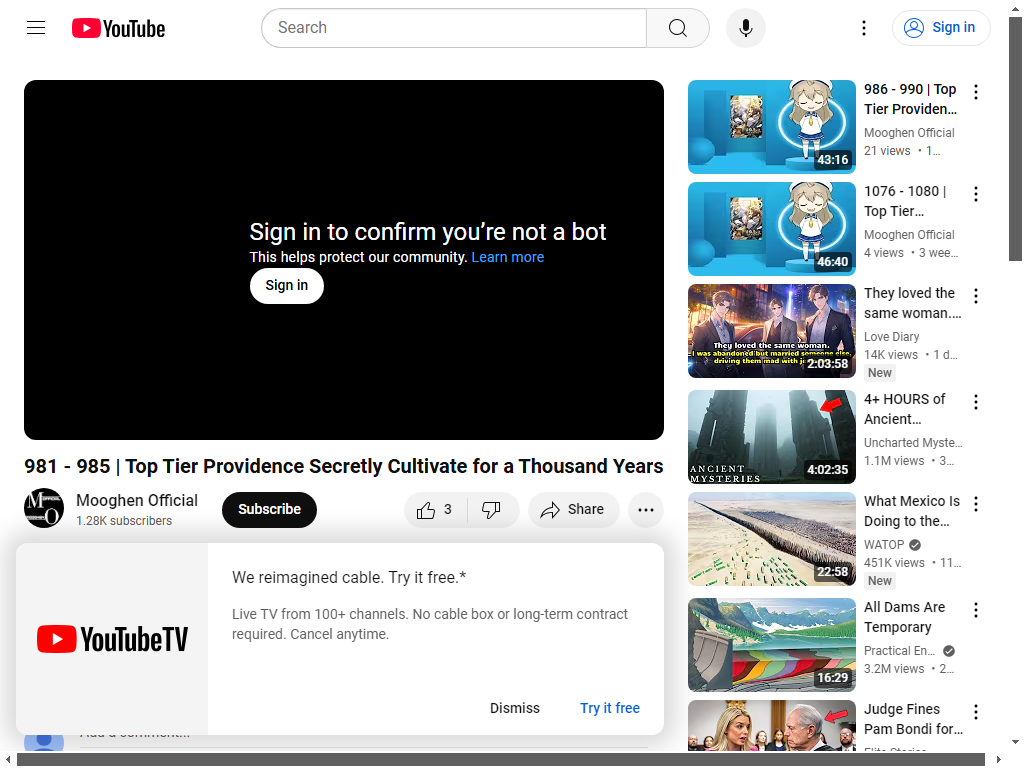 YouTube
Search
Sign in
Sign in to confirm you’re not a bot
This helps protect our community. Learn more
Sign in
981 - 985 | Top Tier Providence Secretly Cultivate for a Thousand Years
Mooghen Official
1.28K subscribers
Subscribe
3
Share
YouTubeTV
We reimagined cable. Try it free.*
Live TV from 100+ channels. No cable box or long-term contract
required. Cancel anytime.
Dismiss
Try it free
Add a comment...
43:16
986 - 990 | Top
Tier Providen...
Mooghen Official
21 views • 1...
46:40
1076 - 1080 |
Top Tier...
Mooghen Official
4 views • 3 wee...
They loved the same woman.
I was abandoned but married someone else,
driving them mad with
2:03:58
They loved the
same woman....
Love Diary
14K views • 1 d...
New
ANCIENT
MYSTERIES
4:02:35
4+ HOURS of
Ancient...
Uncharted Myste...
1.1M views • 3...
22:58
What Mexico Is
Doing to the...
WATOP
451K views • 11...
New
16:29
All Dams Are
Temporary
Practical En...
3.2M views • 2...
Judge Fines
Pam Bondi for...
Elite Stories